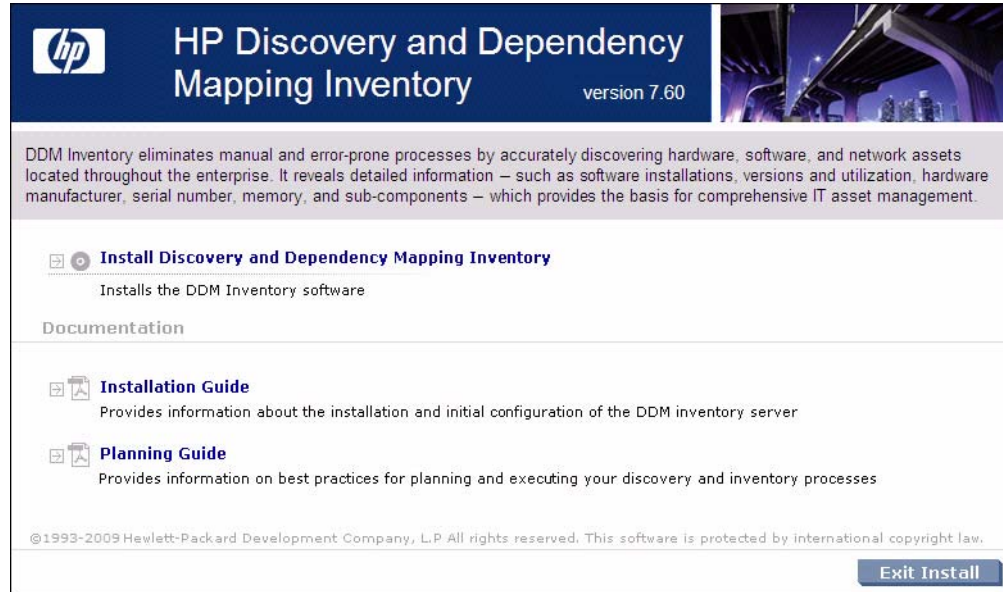 hp
HP Discovery and Dependency
Mapping Inventory version 7.60
DDM Inventory eliminates manual and error-prone processes by accurately discovering hardware, software, and network assets
located throughout the enterprise. It reveals detailed information – such as software installations, versions and utilization, hardware
manufacturer, serial number, memory, and sub-components – which provides the basis for comprehensive IT asset management.
Install Discovery and Dependency Mapping Inventory
Installs the DDM Inventory software
Documentation
Installation Guide
Provides information about the installation and initial configuration of the DDM inventory server
Planning Guide
Provides information on best practices for planning and executing your discovery and inventory processes
©1993-2009 Hewlett-Packard Development Company, L.P All rights reserved. This software is protected by international copyright law.
Exit Install